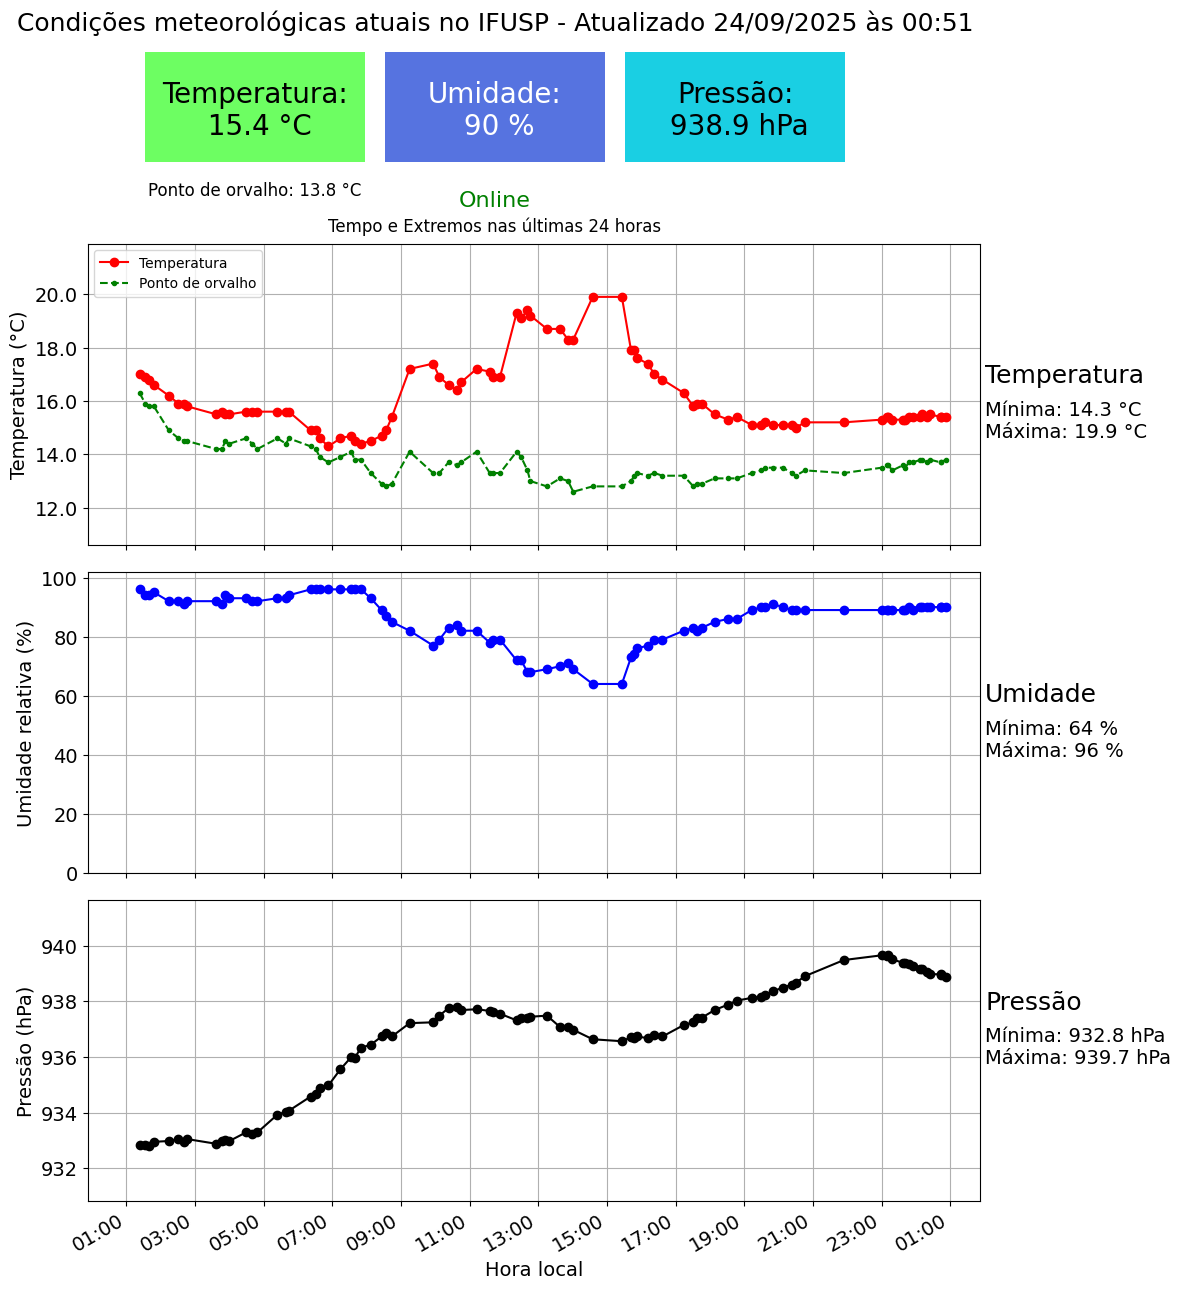 Condições meteorológicas atuais no IFUSP - Atualizado 24/09/2025 às 00:51
Temperatura:
15.4 °C
Umidade:
90 %
Pressão:
938.9 hPa
Ponto de orvalho: 13.8 °C
Online
Tempo e Extremos nas últimas 24 horas
Temperatura
Ponto de orvalho
Temperatura (°C)
20.0
18.0
16.0
14.0
12.0
Temperatura
Mínima: 14.3 °C
Máxima: 19.9 °C
Umidade relativa (%)
100
80
60
40
20
0
Umidade
Mínima: 64 %
Máxima: 96 %
Pressão (hPa)
940
938
936
934
932
Pressão
Mínima: 932.8 hPa
Máxima: 939.7 hPa
01:00 03:00 05:00 07:00 09:00 11:00 13:00 15:00 17:00 19:00 21:00 23:00 01:00
Hora local